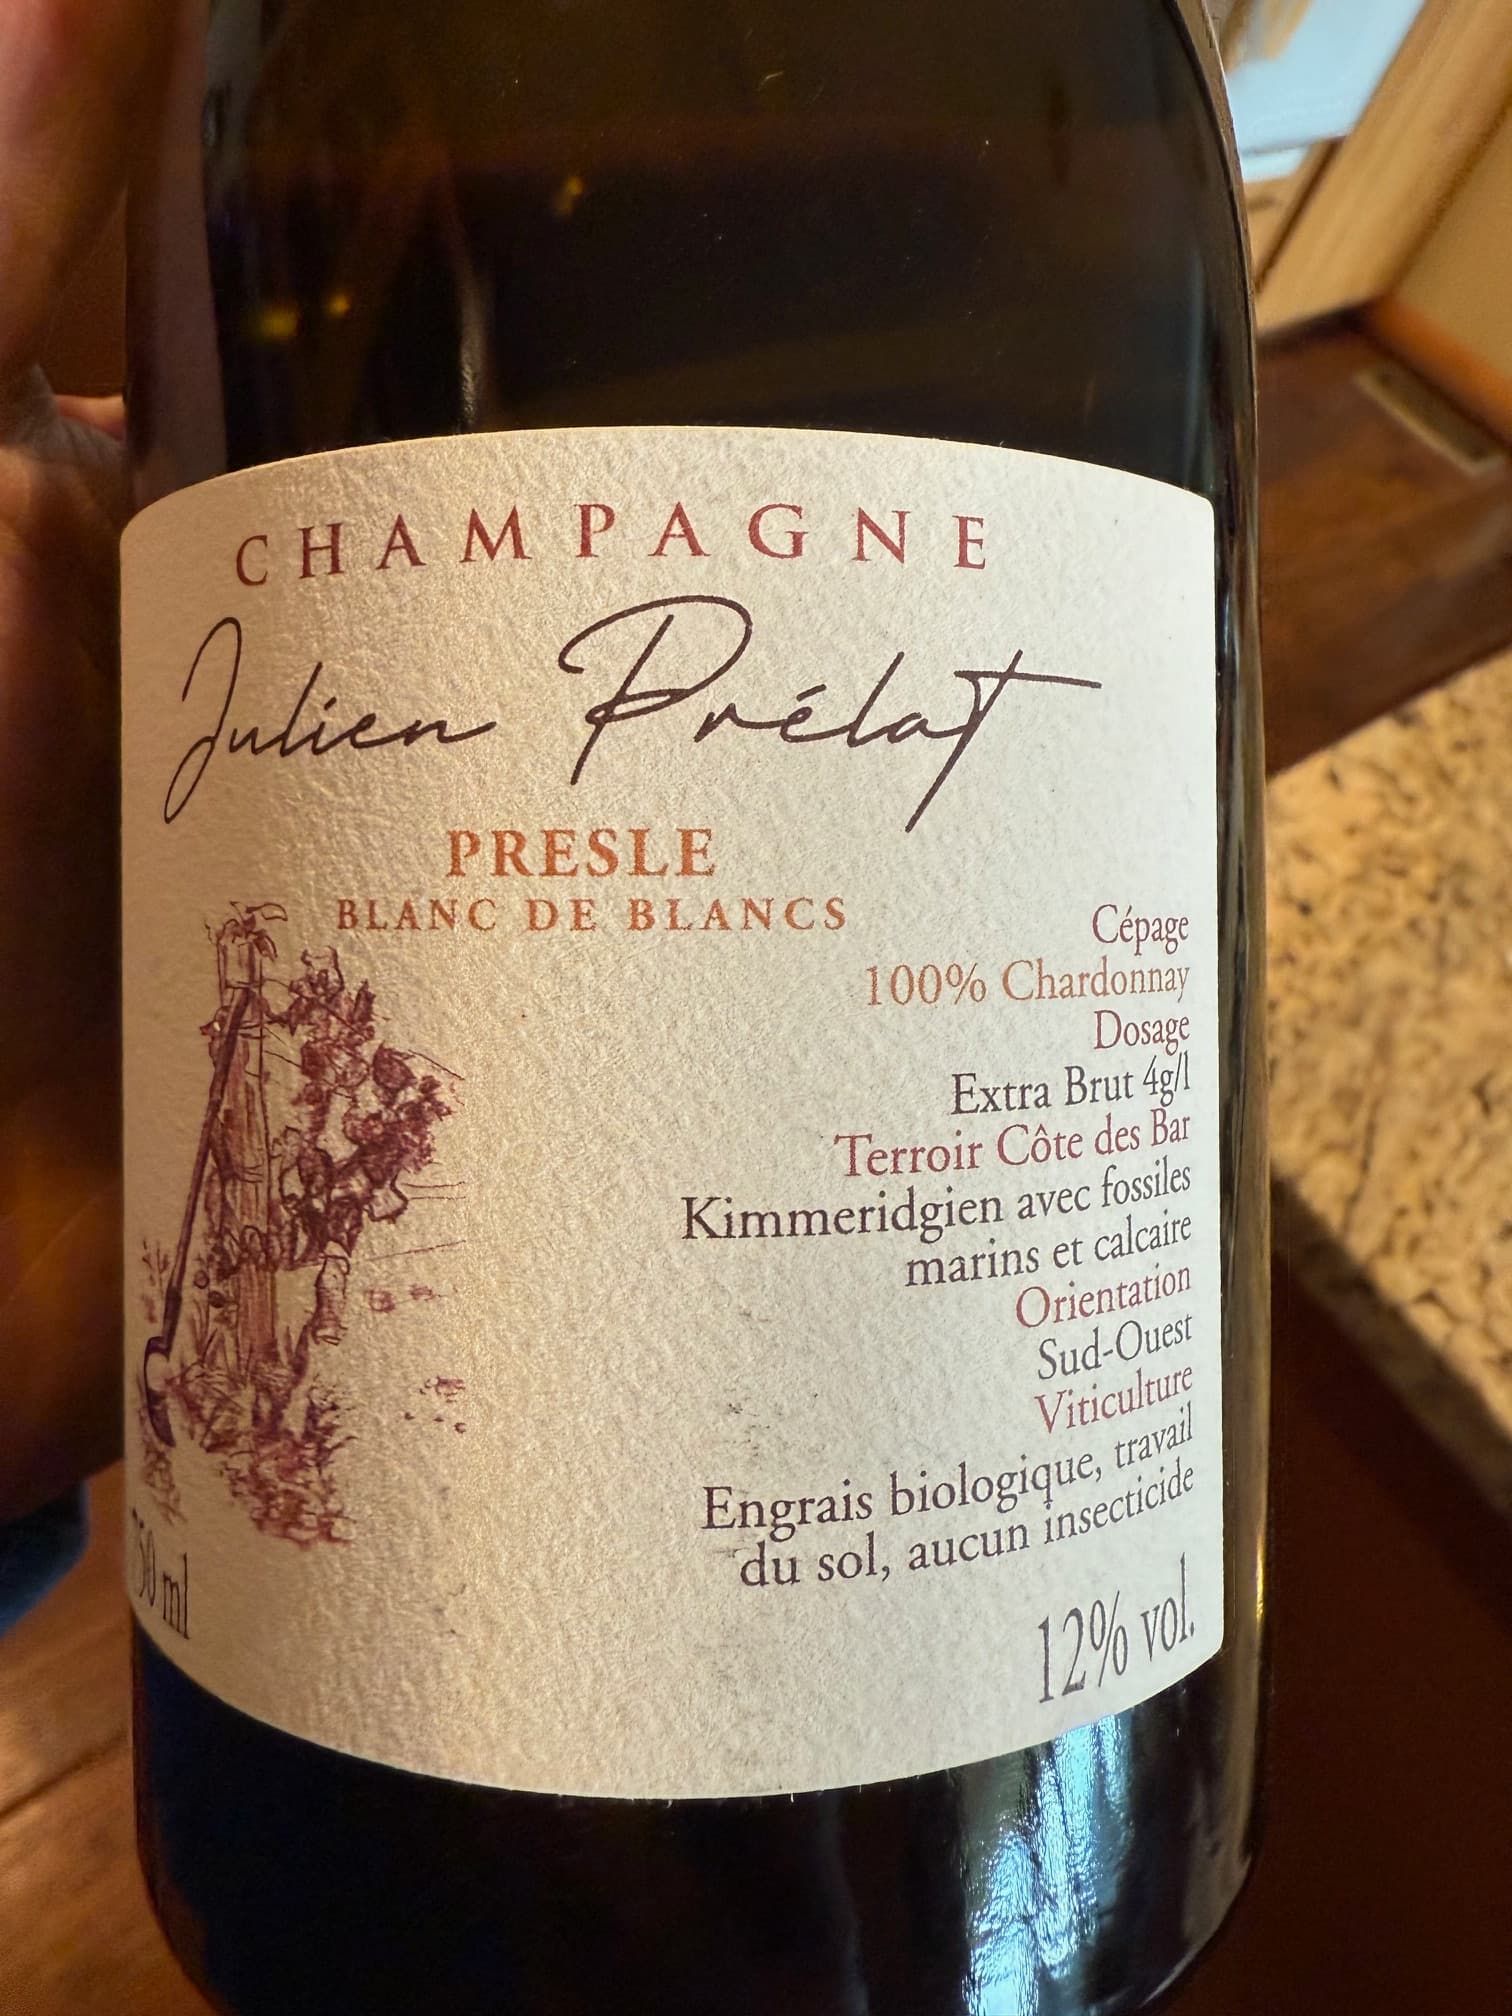 CHAMPAGNE
Julien Prélat
PRESLE
BLANC DE BLANCS
Cépage
100% Chardonnay
Dosage
Extra Brut 4g/l
Terroir Côte des Bar
Kimmeridgien avec fossiles
marins et calcaire
Orientation
Sud-Ouest
Viticulture
Engrais biologique, travail
du sol, aucun insecticide
750 ml
12% vol.